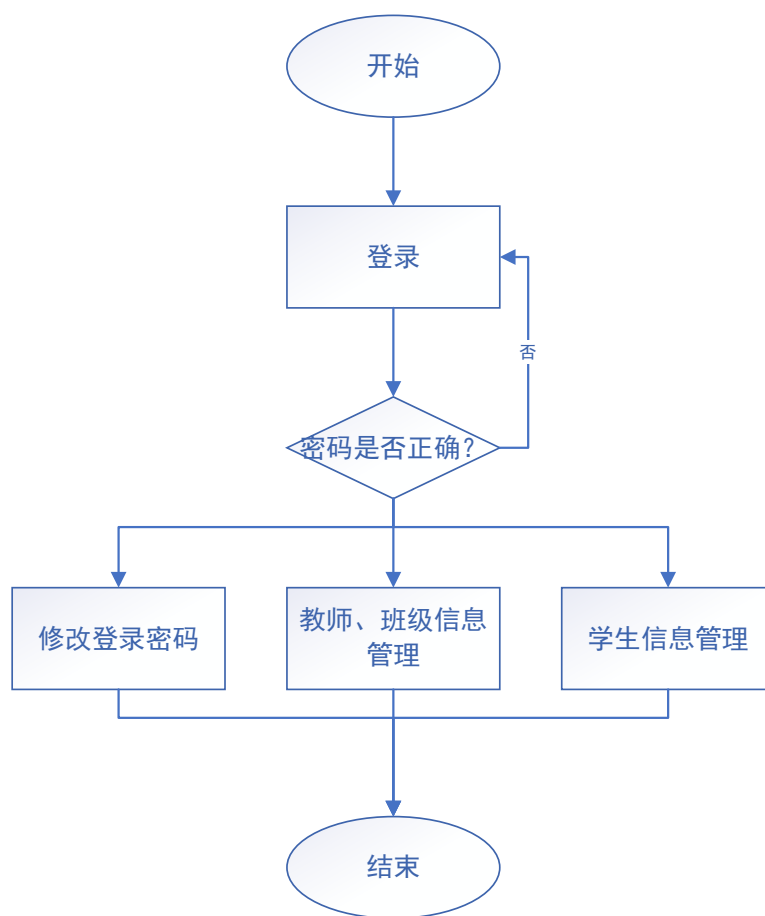 开始
登录
否
密码是否正确？
修改登录密码
教师、班级信息
管理
学生信息管理
结束